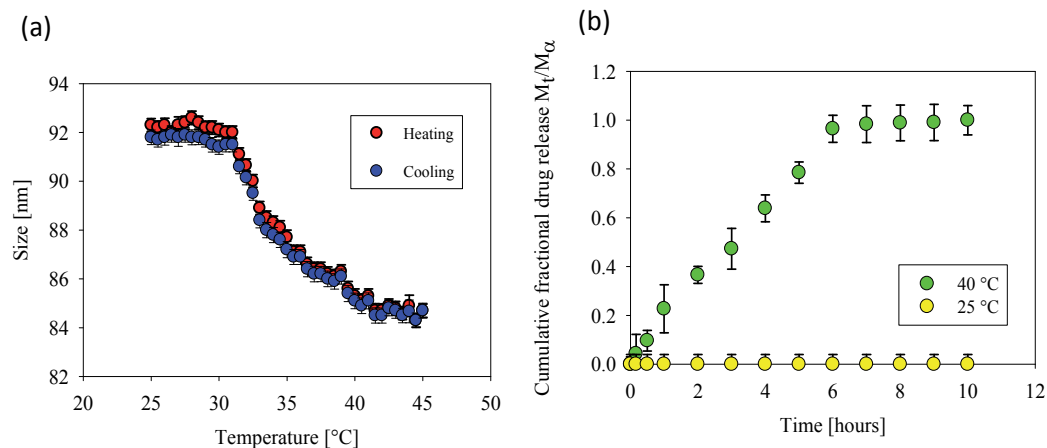 (a)
94
92
90
88
86
84
82
Size [nm]
20
25
30
35
40
45
50
Temperature [°C]
Heating
Cooling
(b)
1.2
1.0
0.8
0.6
0.4
0.2
0.0
Cumulative fractional drug release Mt/Mα
0
2
4
6
8
10
12
Time [hours]
40 °C
25 °C